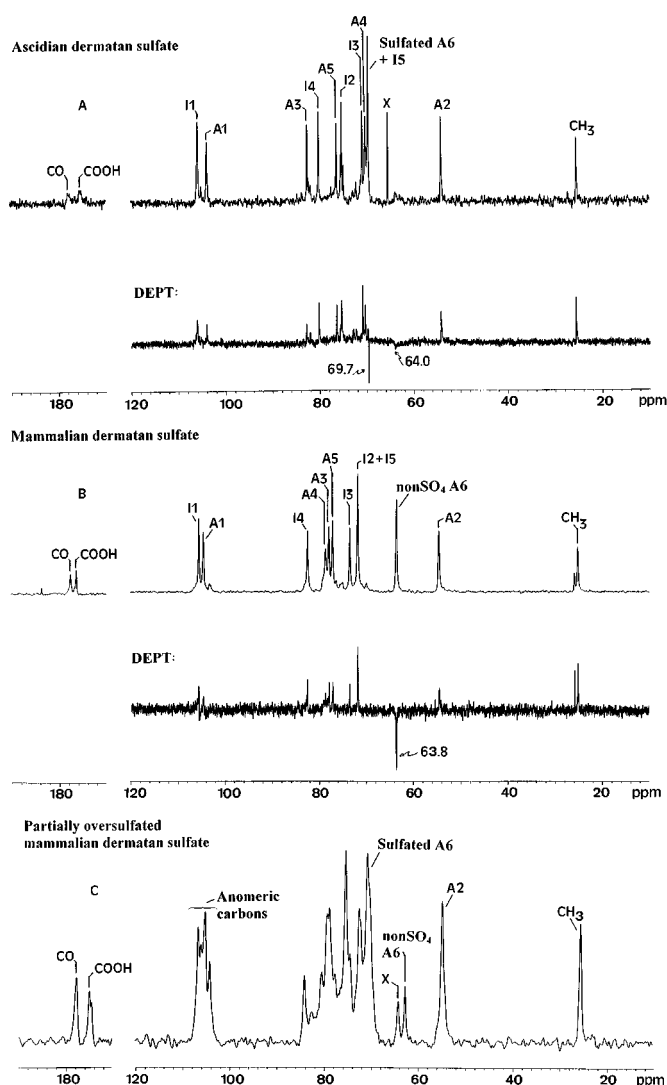 Ascidian dermatan sulfate
A
CO
COOH
I1
A1
A3
I4
A5
I2
I3
A4
Sulfated A6
+ I5
X
A2
CH3
DEPT:
69.7
64.0
180
120
100
80
60
40
20
ppm
Mammalian dermatan sulfate
B
CO
COOH
I1
A1
I4
A4
A3
A5
I3
I2+I5
nonSO4 A6
A2
CH3
DEPT:
63.8
180
120
100
80
60
40
20
ppm
Partially oversulfated
mammalian dermatan sulfate
C
CO
COOH
Anomeric
carbons
Sulfated A6
X
nonSO4
A6
A2
CH3
180
120
100
80
60
40
20
ppm